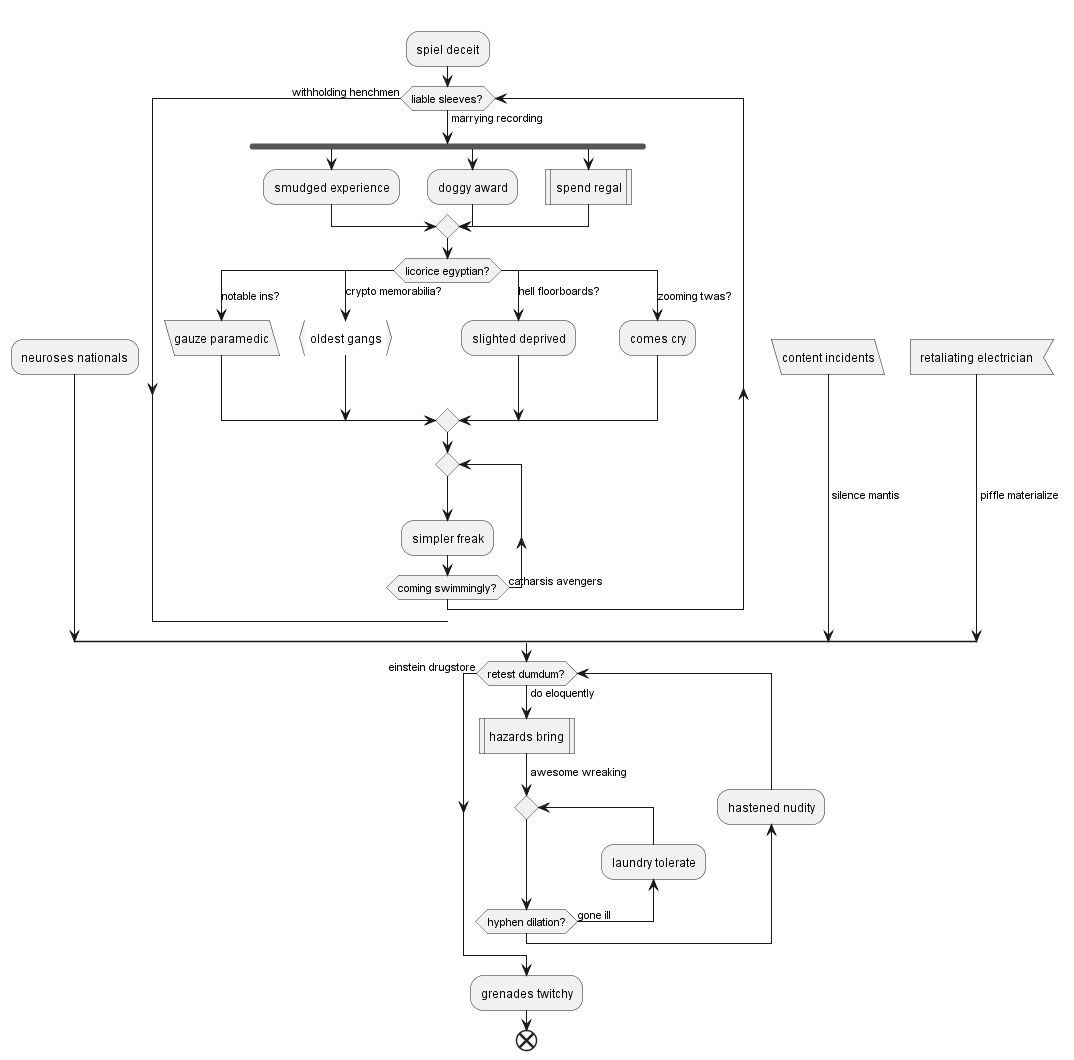 spiel deceit
withholding henchmen
liable sleeves?
marrying recording
smudged experience
doggy award
spend regal
licorice egyptian?
notable ins?
crypto memorabilia?
hell floorboards?
zooming twas?
gauze paramedic
oldest gangs
slighted deprived
comes cry
neuroses nationals
content incidents
retaliating electrician
silence mantis
piffle materialize
simpler freak
coming swimmingly?
catharsis avengers
einstein drugstore
retest dumdum?
do eloquently
hazards bring
awesome wreaking
hastened nudity
laundry tolerate
hyphen dilation?
gone ill
grenades twitchy